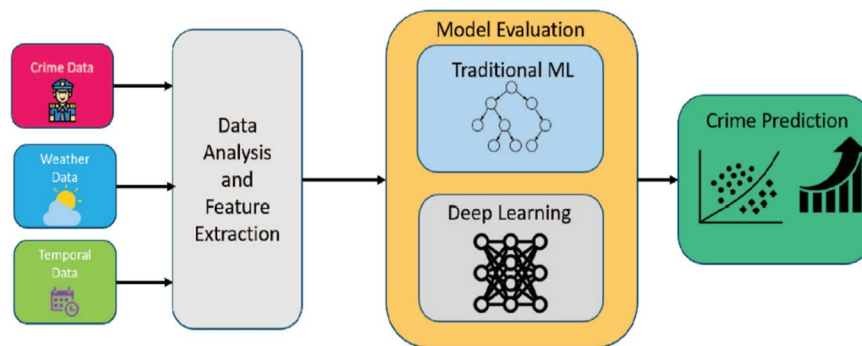 Crime Data
Weather
Data
Temporal
Data
Data
Analysis
and
Feature
Extraction
Model Evaluation
Traditional ML
Deep Learning
Crime Prediction